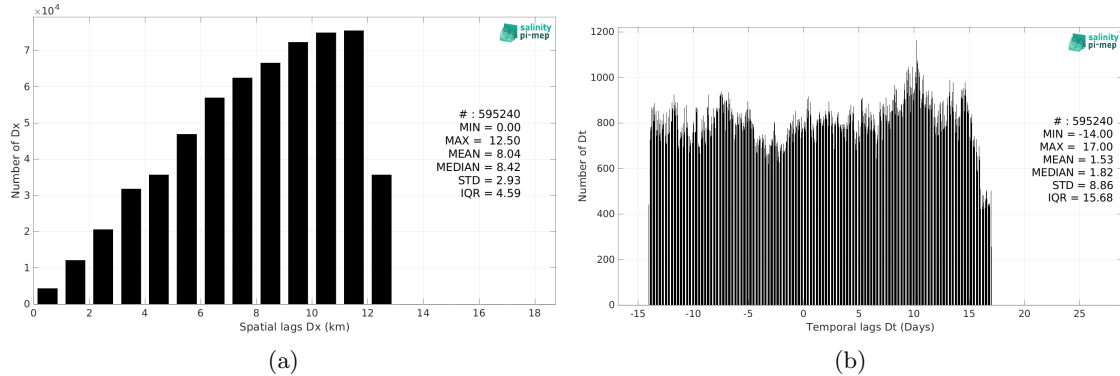 ×10⁴
7
6
5
4
3
2
1
0
Number of Dx
salinity
pi-mep
# : 595240
MIN = 0.00
MAX = 12.50
MEAN = 8.04
MEDIAN = 8.42
STD = 2.93
IQR = 4.59
0 2 4 6 8 10 12 14 16 18
Spatial lags Dx (km)
(a)
1200
1000
800
600
400
200
0
Number of Dt
salinity
pi-mep
# : 595240
MIN = -14.00
MAX = 17.00
MEAN = 1.53
MEDIAN = 1.82
STD = 8.86
IQR = 15.68
-15 -10 -5 0 5 10 15 20 25
Temporal lags Dt (Days)
(b)